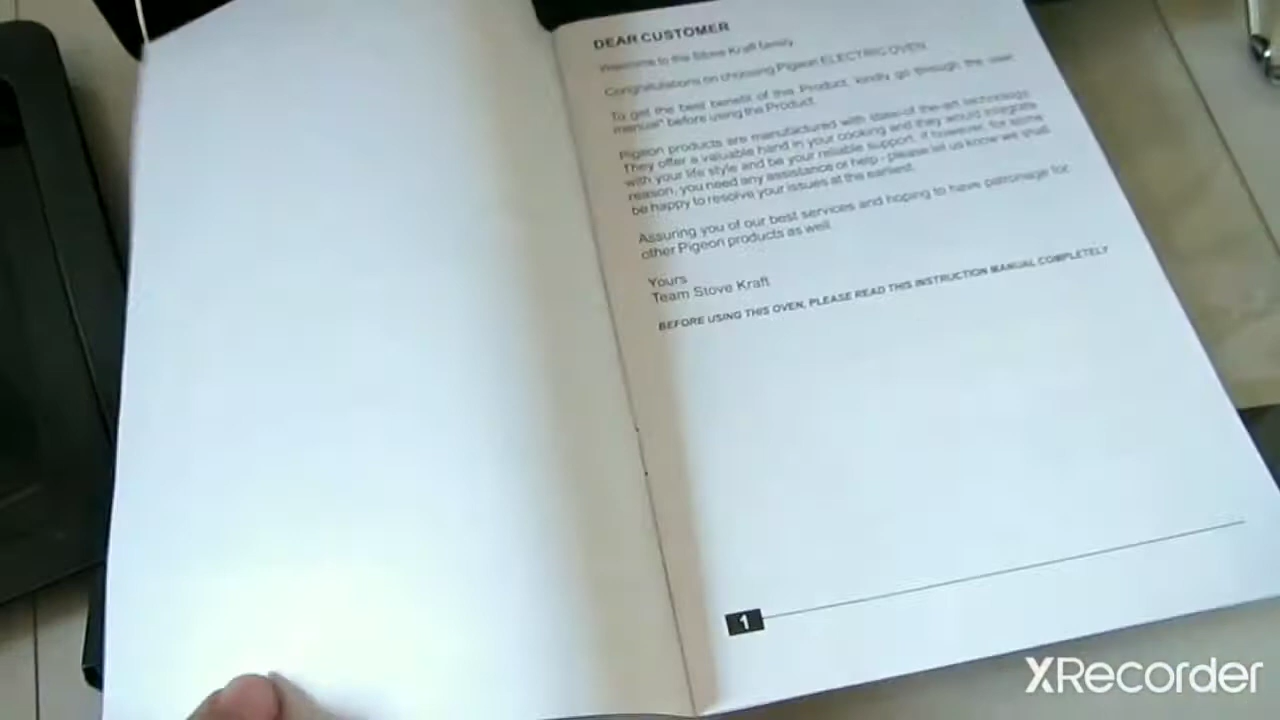 DEAR CUSTOMER
Welcome to the Stove Kraft family.
Congratulations on choosing Pigeon ELECTRIC OVEN.
To get the best benefit of this Product, kindly go through the user
manual" before using the Product.
Pigeon products are manufactured with state-of the-art technology
They offer a valuable hand in your cooking and they would integrate
with your life style and be your reliable support, if however, for some
reason, you need any assistance or help - please let us know we shall
be happy to resolve your issues at the earliest.
Assuring you of our best services and hoping to have patronage for
other Pigeon products as well.
Yours
Team Stove Kraft
BEFORE USING THIS OVEN, PLEASE READ THIS INSTRUCTION MANUAL COMPLETELY
1
XRecorder